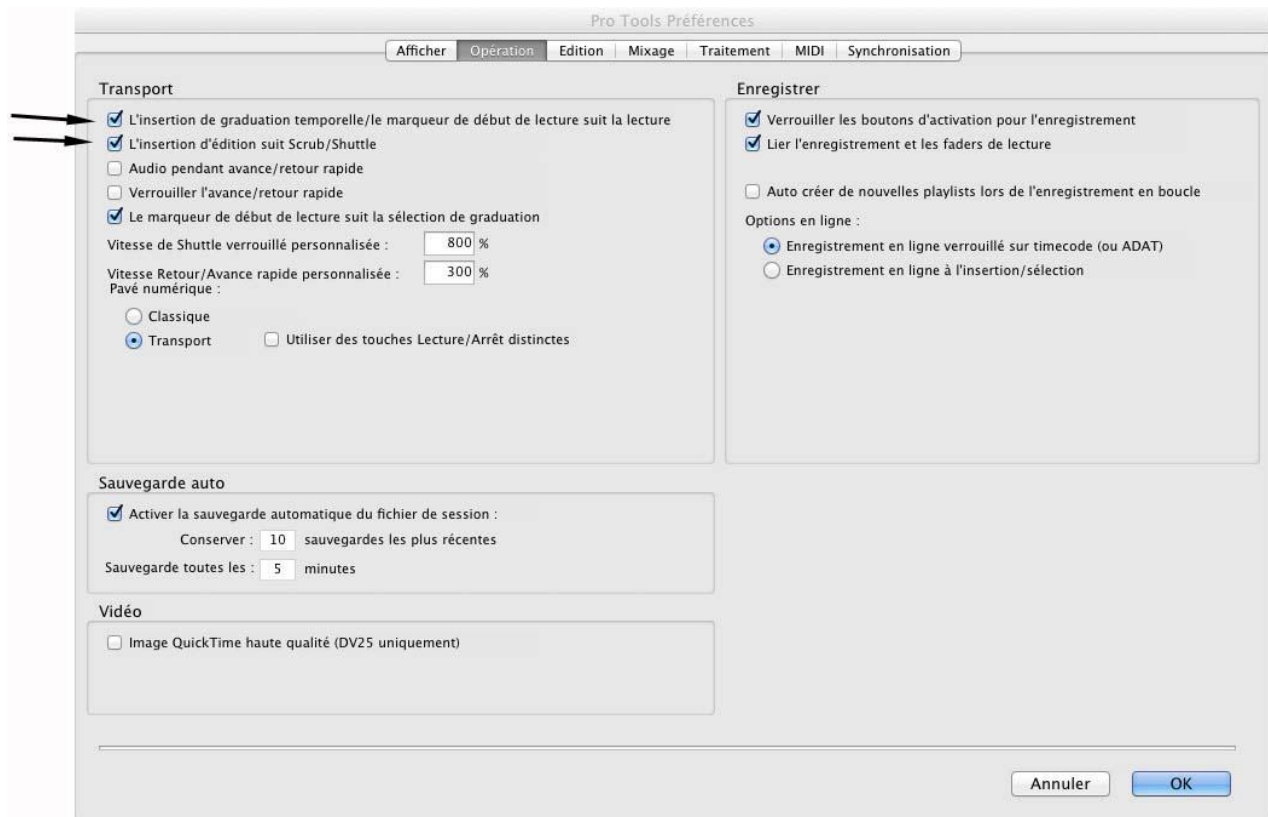 Pro Tools Préférences
Afficher Opération Edition Mixage Traitement MIDI Synchronisation
Transport
L'insertion de graduation temporelle/le marqueur de début de lecture suit la lecture
L'insertion d'édition suit Scrub/Shuttle
Audio pendant avance/retour rapide
Verrouiller l'avance/retour rapide
Le marqueur de début de lecture suit la sélection de graduation
Vitesse de Shuttle verrouillé personnalisée : 800 %
Vitesse Retour/Avance rapide personnalisée : 300 %
Pavé numérique :
Classique
Transport Utiliser des touches Lecture/Arrêt distinctes
Enregistrer
Verrouiller les boutons d'activation pour l'enregistrement
Lier l'enregistrement et les faders de lecture
Auto créer de nouvelles playlists lors de l'enregistrement en boucle
Options en ligne :
Enregistrement en ligne verrouillé sur timecode (ou ADAT)
Enregistrement en ligne à l'insertion/sélection
Sauvegarde auto
Activer la sauvegarde automatique du fichier de session :
Conserver : 10 sauvegardes les plus récentes
Sauvegarde toutes les : 5 minutes
Vidéo
Image QuickTime haute qualité (DV25 uniquement)
Annuler OK